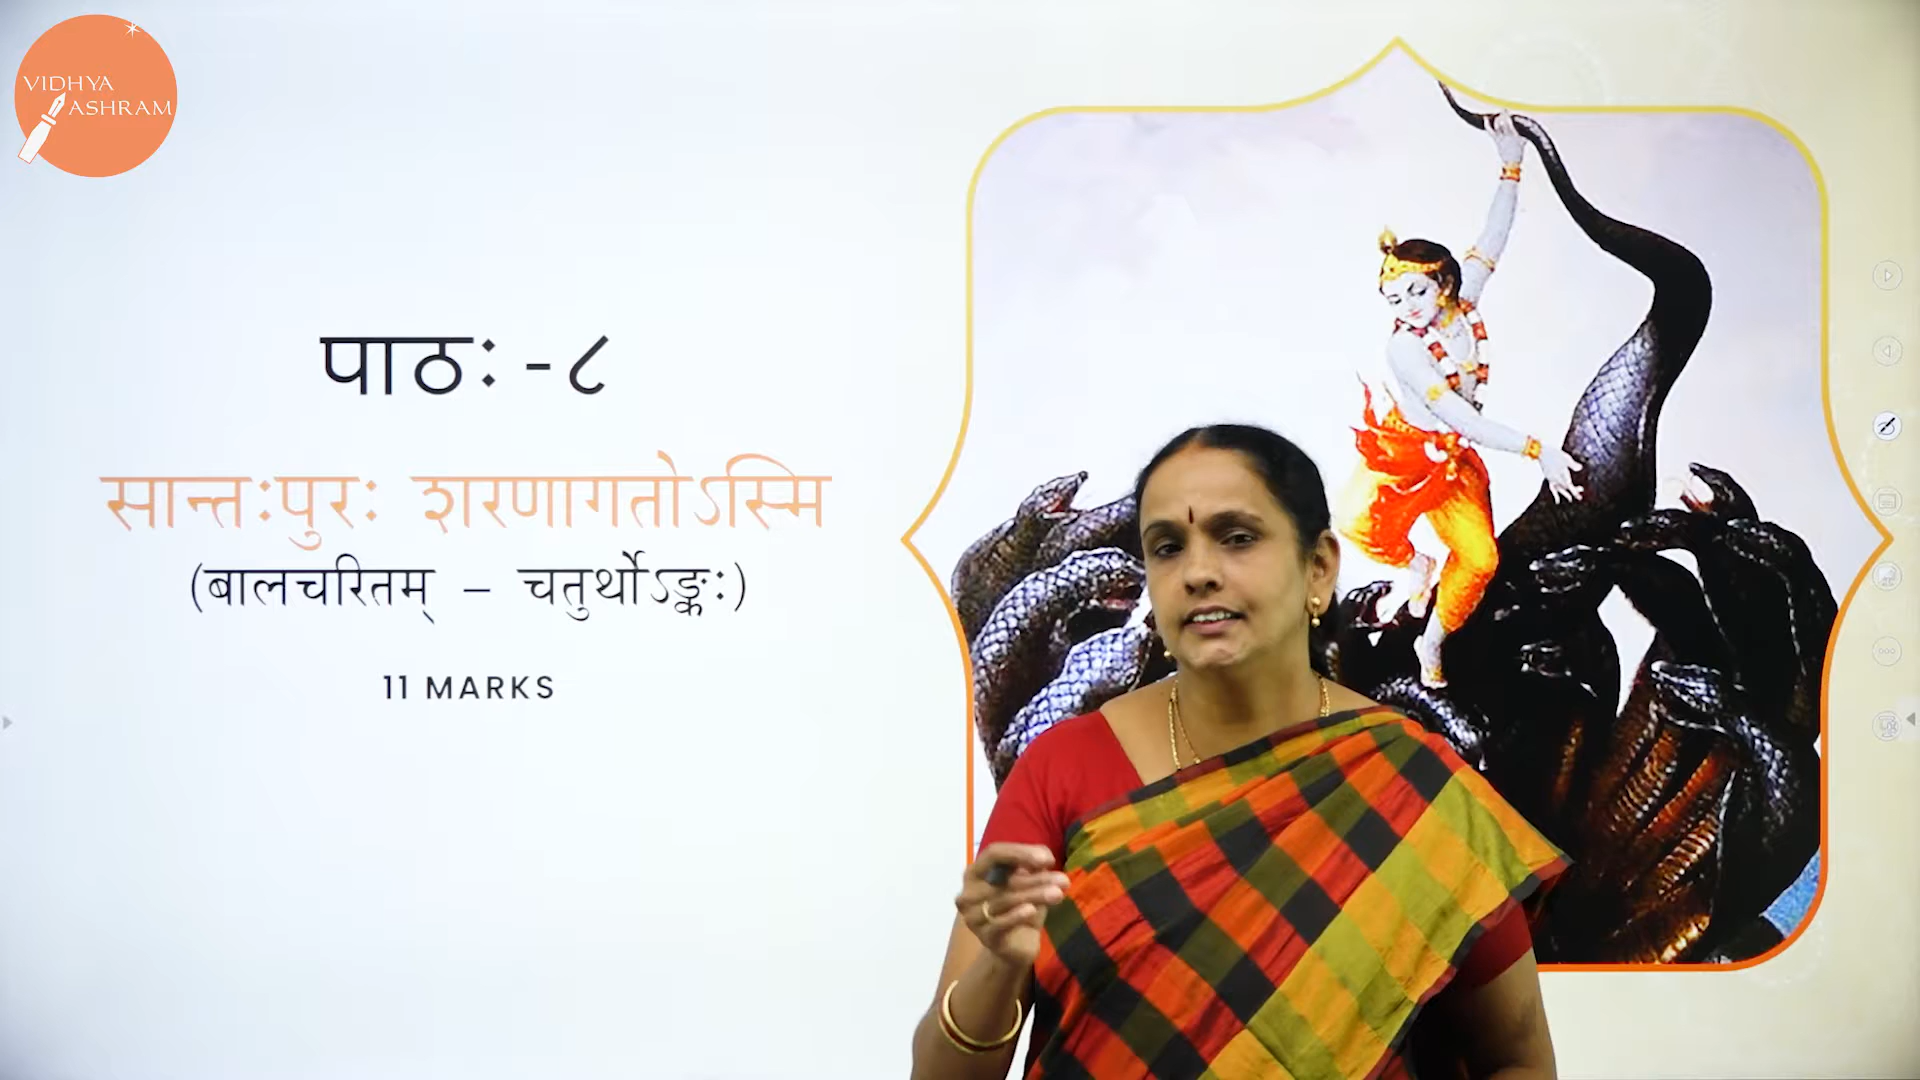 VIDHYA
ASHRAM
पाठः -८
सान्तःपुरः शरणागतोऽस्मि
(बालचरितम् – चतुर्थोऽङ्कः)
11 MARKS